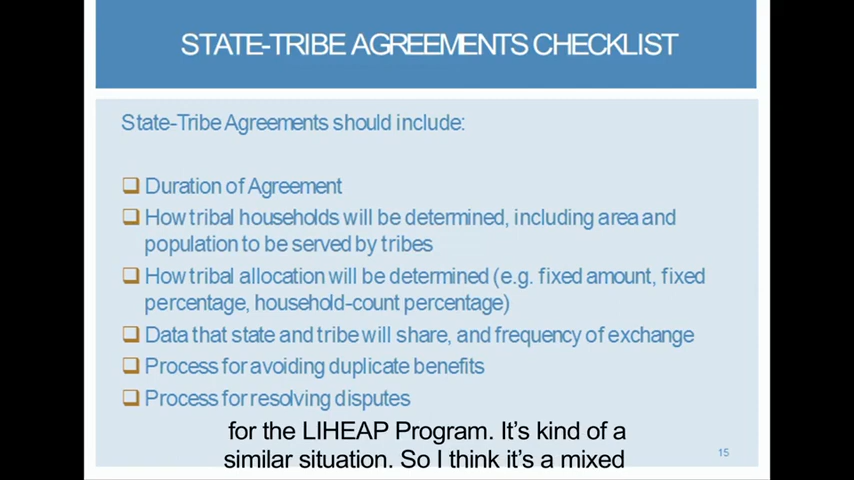 STATE-TRIBE AGREEMENTS CHECKLIST
State-Tribe Agreements should include:
❑ Duration of Agreement
❑ How tribal households will be determined, including area and
population to be served by tribes
❑ How tribal allocation will be determined (e.g. fixed amount, fixed
percentage, household-count percentage)
❑ Data that state and tribe will share, and frequency of exchange
❑ Process for avoiding duplicate benefits
❑ Process for resolving disputes
for the LIHEAP Program. It’s kind of a
similar situation. So I think it’s a mixed
15